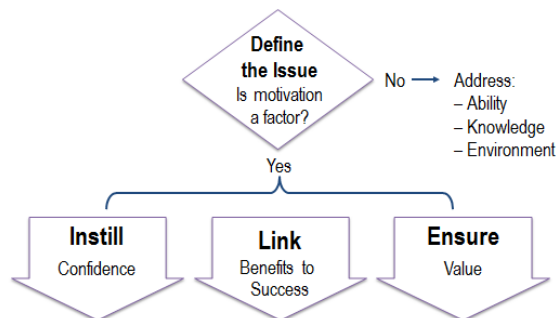 Define
the Issue
Is motivation
a factor?
No
Address:
– Ability
– Knowledge
– Environment
Yes
Instill
Confidence
Link
Benefits to
Success
Ensure
Value